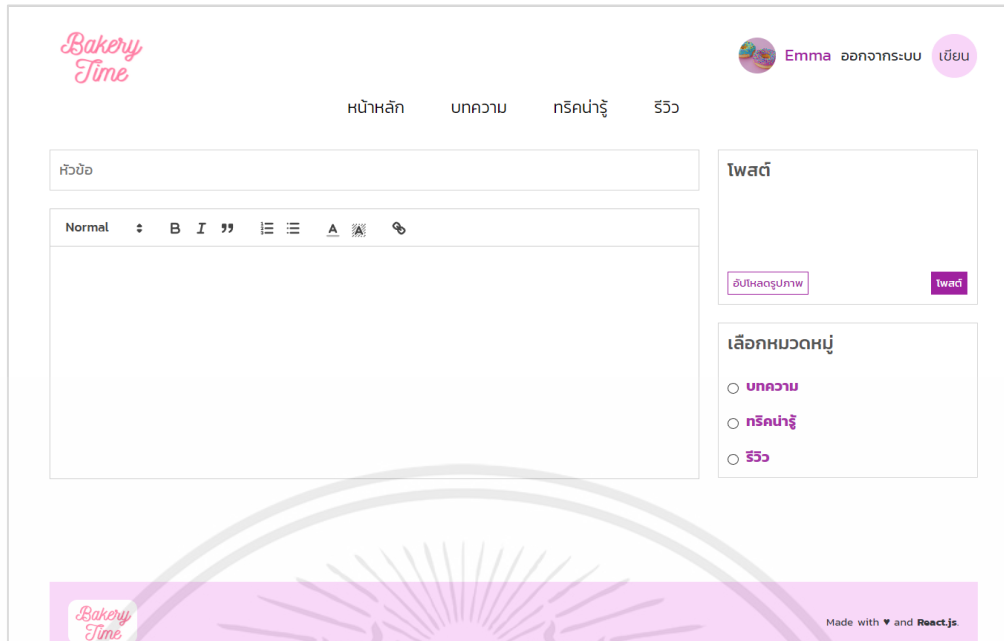 Bakery
Time
Emma ออกจากระบบ เขียน
หน้าหลัก บทความ ทริคน่ารู้ รีวิว
หัวข้อ
Normal B I ” A A
โพสต์
อัปโหลดรูปภาพ โพสต์
เลือกหมวดหมู่
บทความ
ทริคน่ารู้
รีวิว
Bakery
Time
Made with ♥ and React.js.